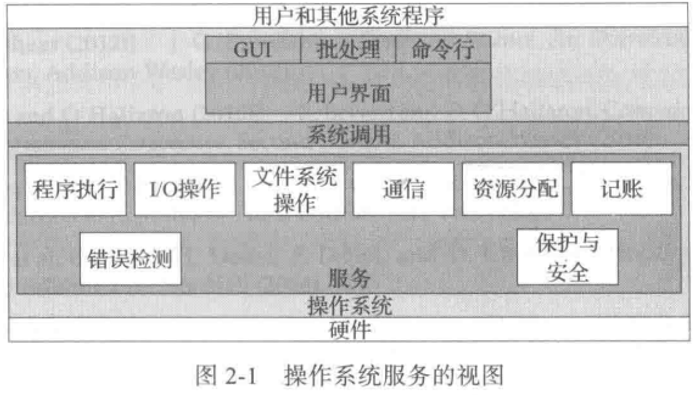 用户和其他系统程序
GUI 批处理 命令行
用户界面
系统调用
程序执行 I/O操作 文件系统操作 通信 资源分配 记账
错误检测 保护与安全
服务
操作系统
硬件
图 2-1 操作系统服务的视图